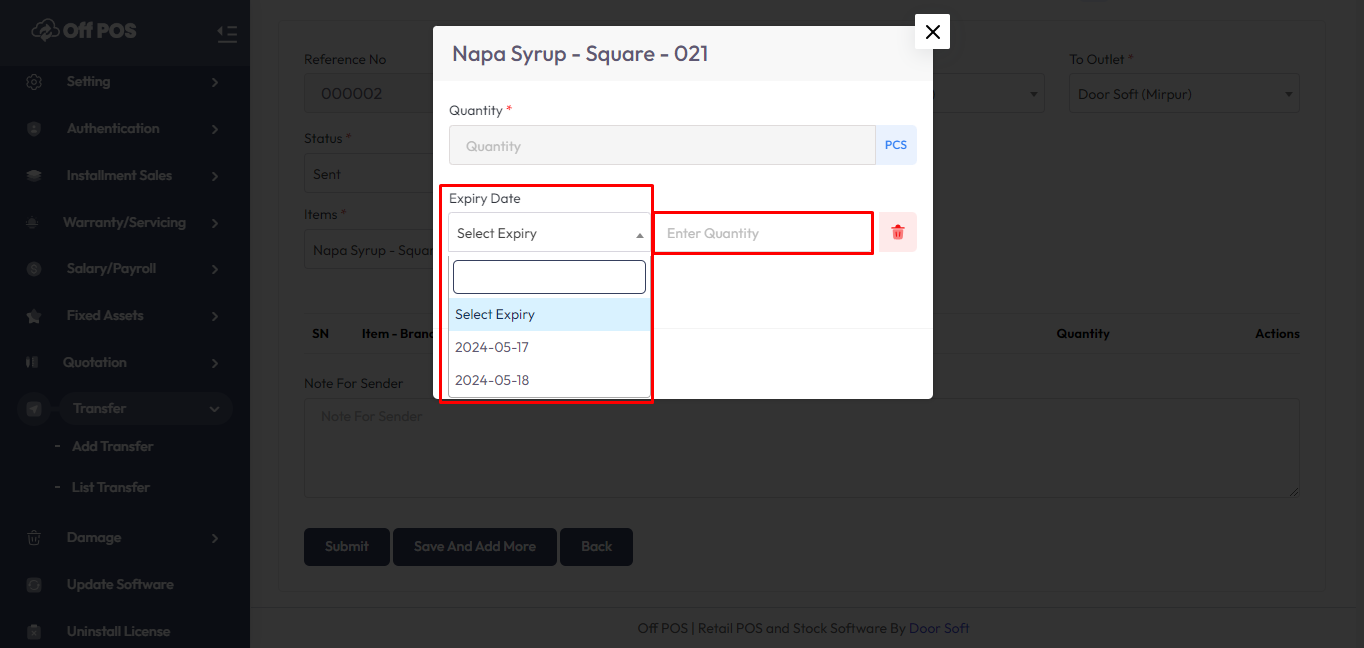 Off POS
Setting
Authentication
Installment Sales
Warranty/Servicing
Salary/Payroll
Fixed Assets
Quotation
Transfer
- Add Transfer
- List Transfer
Damage
Update Software
Uninstall License
Reference No
000002
To Outlet *
Door Soft (Mirpur)
Status *
Sent
Items *
Napa Syrup - Squar
SN Item - Brand Quantity Actions
Note For Sender
Note For Sender
Submit Save And Add More Back
Off POS | Retail POS and Stock Software By Door Soft
Napa Syrup - Square - 021
Quantity *
Quantity PCS
Expiry Date
Select Expiry Enter Quantity
Select Expiry
2024-05-17
2024-05-18